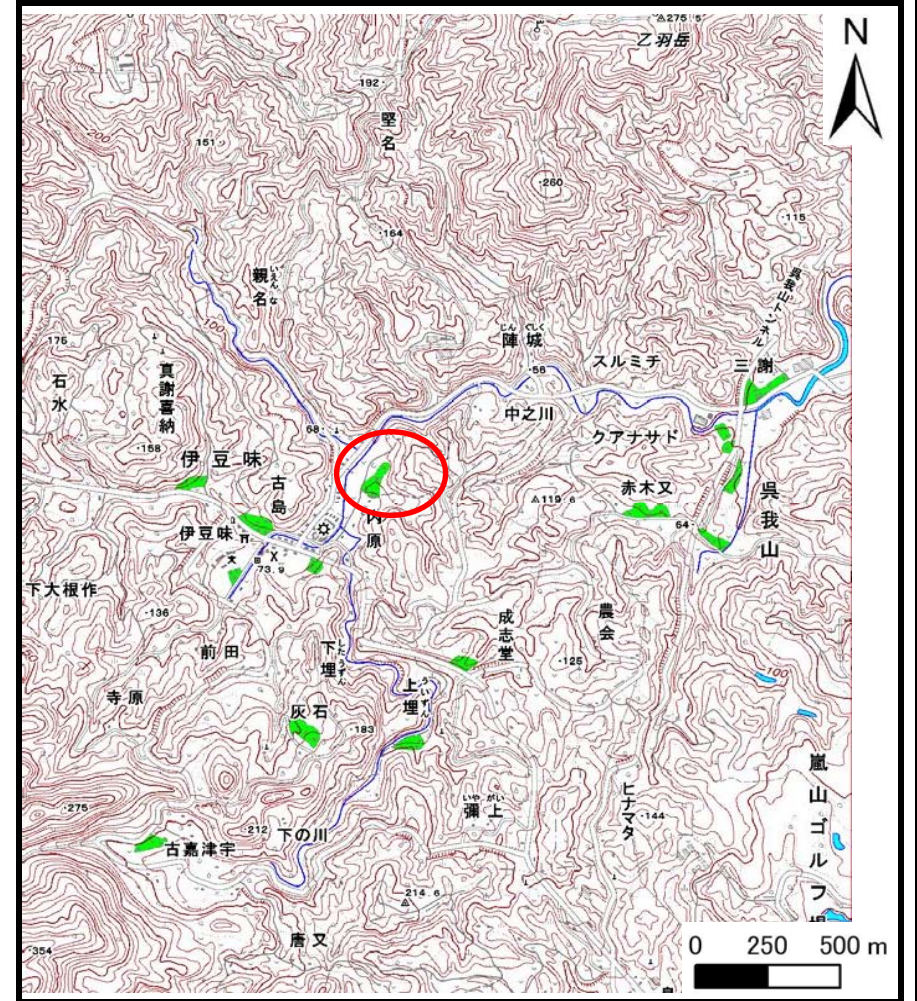 N
275.5
乙羽岳
192
堅名
200
151
260
115
164
いえんな
親名
呉我山トンネル
100
じんぐしく
陣城
175
56
スルミチ
三謝
石水
真謝喜納
中之川
68
クアナサド
158
伊豆味
古島
赤木又
119.6
呉我山
内原
64
伊豆味
文
73.9
下大根作
136
成志堂
農会
前田
下埋
したうずん
125
100
寺原
上埋
ういずん
灰石
183
嵐山ゴルフ場
275
いやがい
彌上
ヒナマタ
144
212
下の川
古嘉津宇
214.6
354
唐又
0 250 500 m